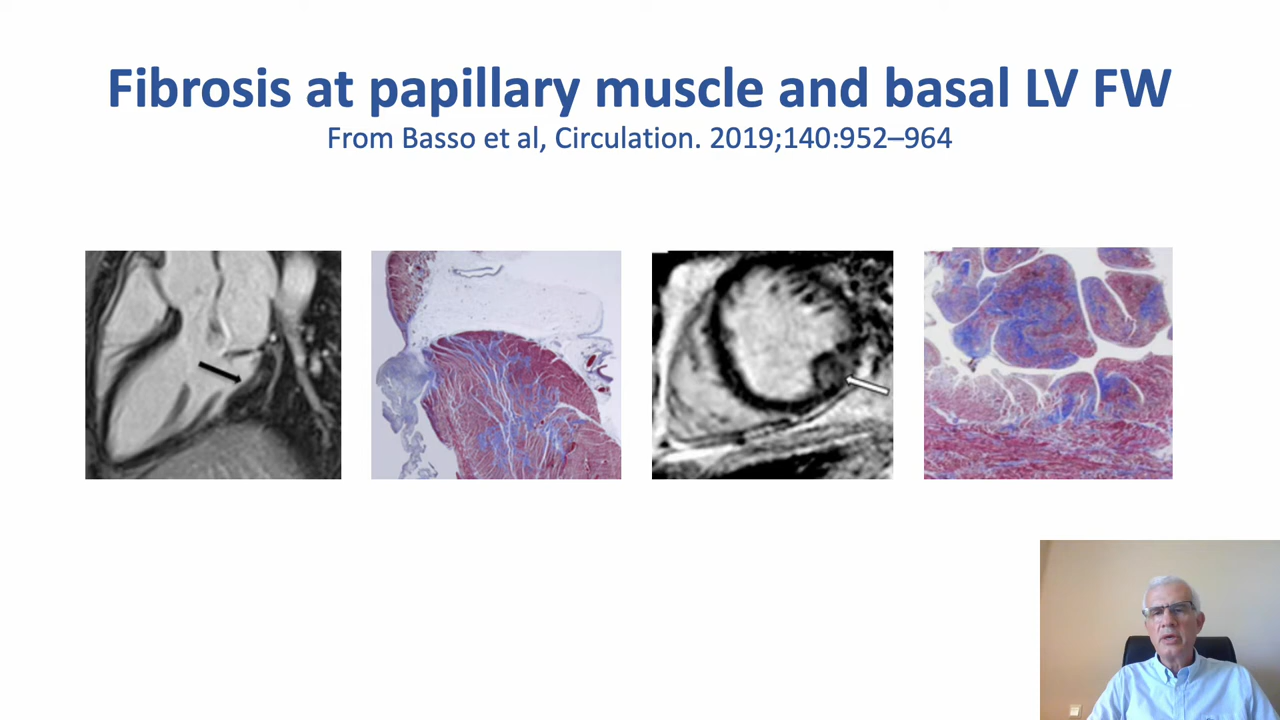 Fibrosis at papillary muscle and basal LV FW
From Basso et al, Circulation. 2019;140:952–964